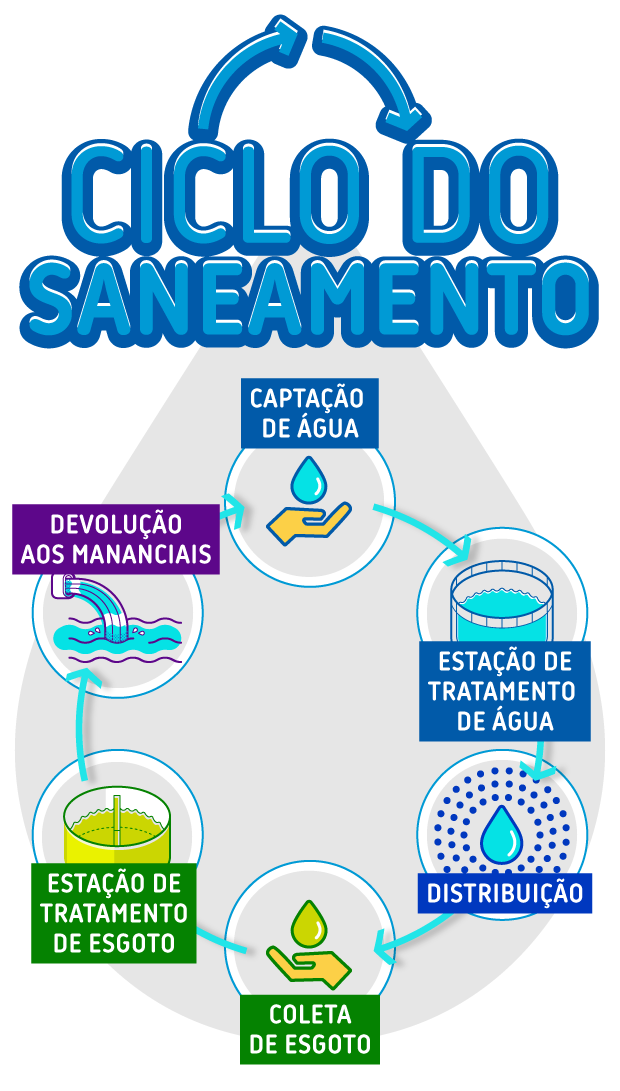 CICLO DO
SANEAMENTO
CAPTAÇÃO
DE ÁGUA
ESTAÇÃO DE
TRATAMENTO
DE ÁGUA
DISTRIBUIÇÃO
COLETA
DE ESGOTO
ESTAÇÃO DE
TRATAMENTO
DE ESGOTO
DEVOLUÇÃO
AOS MANANCIAIS